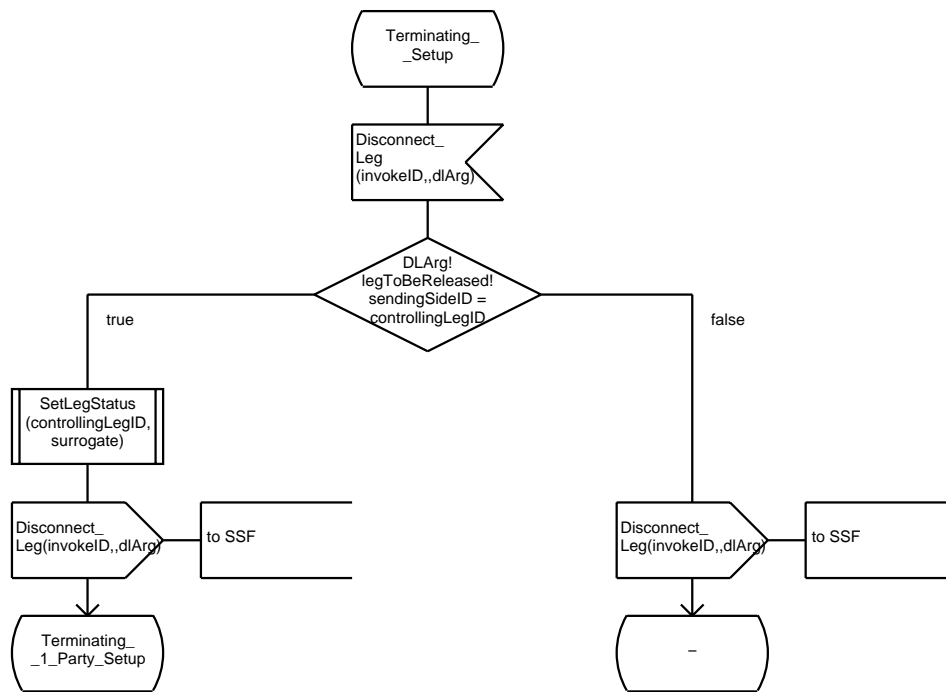 Terminating_
_Setup
Disconnect_
Leg
(invokeID,,dlArg)
DLArg!
legToBeReleased!
sendingSideID =
controllingLegID
true
false
SetLegStatus
(controllingLegID,
surrogate)
Disconnect_
Leg(invokeID,,dlArg)
to SSF
Disconnect_
Leg(invokeID,,dlArg)
to SSF
Terminating_
_1_Party_Setup
–